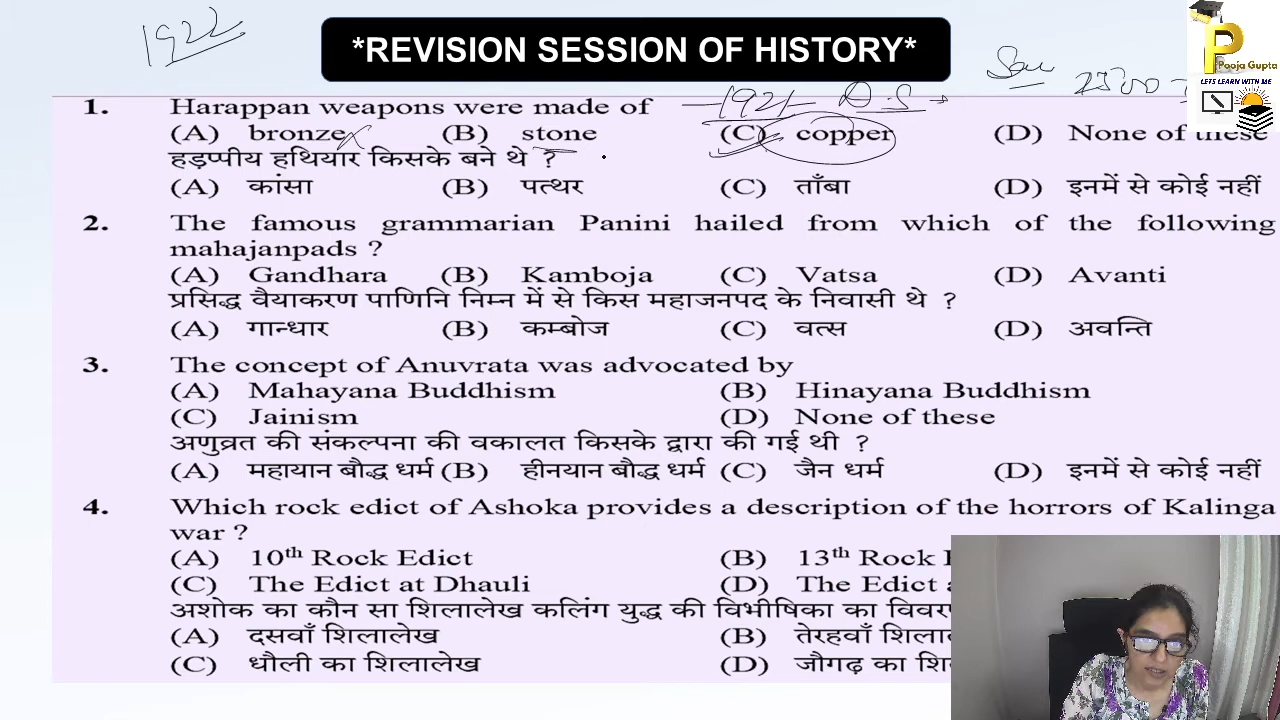 1922
*REVISION SESSION OF HISTORY*
P
Pooja Gupta
LETS LEARN WITH ME
1921 D.S
1. Harappan weapons were made of
(A) bronze (B) stone (C) copper (D) None of these
हड़प्पीय हथियार किसके बने थे ?
(A) कांसा (B) पत्थर (C) ताँबा (D) इनमें से कोई नहीं
2. The famous grammarian Panini hailed from which of the following
mahajanpads ?
(A) Gandhara (B) Kamboja (C) Vatsa (D) Avanti
प्रसिद्ध वैयाकरण पाणिनि निम्न में से किस महाजनपद के निवासी थे ?
(A) गान्धार (B) कम्बोज (C) वत्स (D) अवन्ति
3. The concept of Anuvrata was advocated by
(A) Mahayana Buddhism (B) Hinayana Buddhism
(C) Jainism (D) None of these
अणुव्रत की संकल्पना की वकालत किसके द्वारा की गई थी ?
(A) महायान बौद्ध धर्म (B) हीनयान बौद्ध धर्म (C) जैन धर्म (D) इनमें से कोई नहीं
4. Which rock edict of Ashoka provides a description of the horrors of Kalinga
war ?
(A) 10th Rock Edict (B) 13th Rock
(C) The Edict at Dhauli (D) The Edict
अशोक का कौन सा शिलालेख कलिंग युद्ध की विभीषिका का
(A) दसवाँ शिलालेख (B) तेरहवाँ
(C) धौली का शिलालेख (D) जौगढ़ का